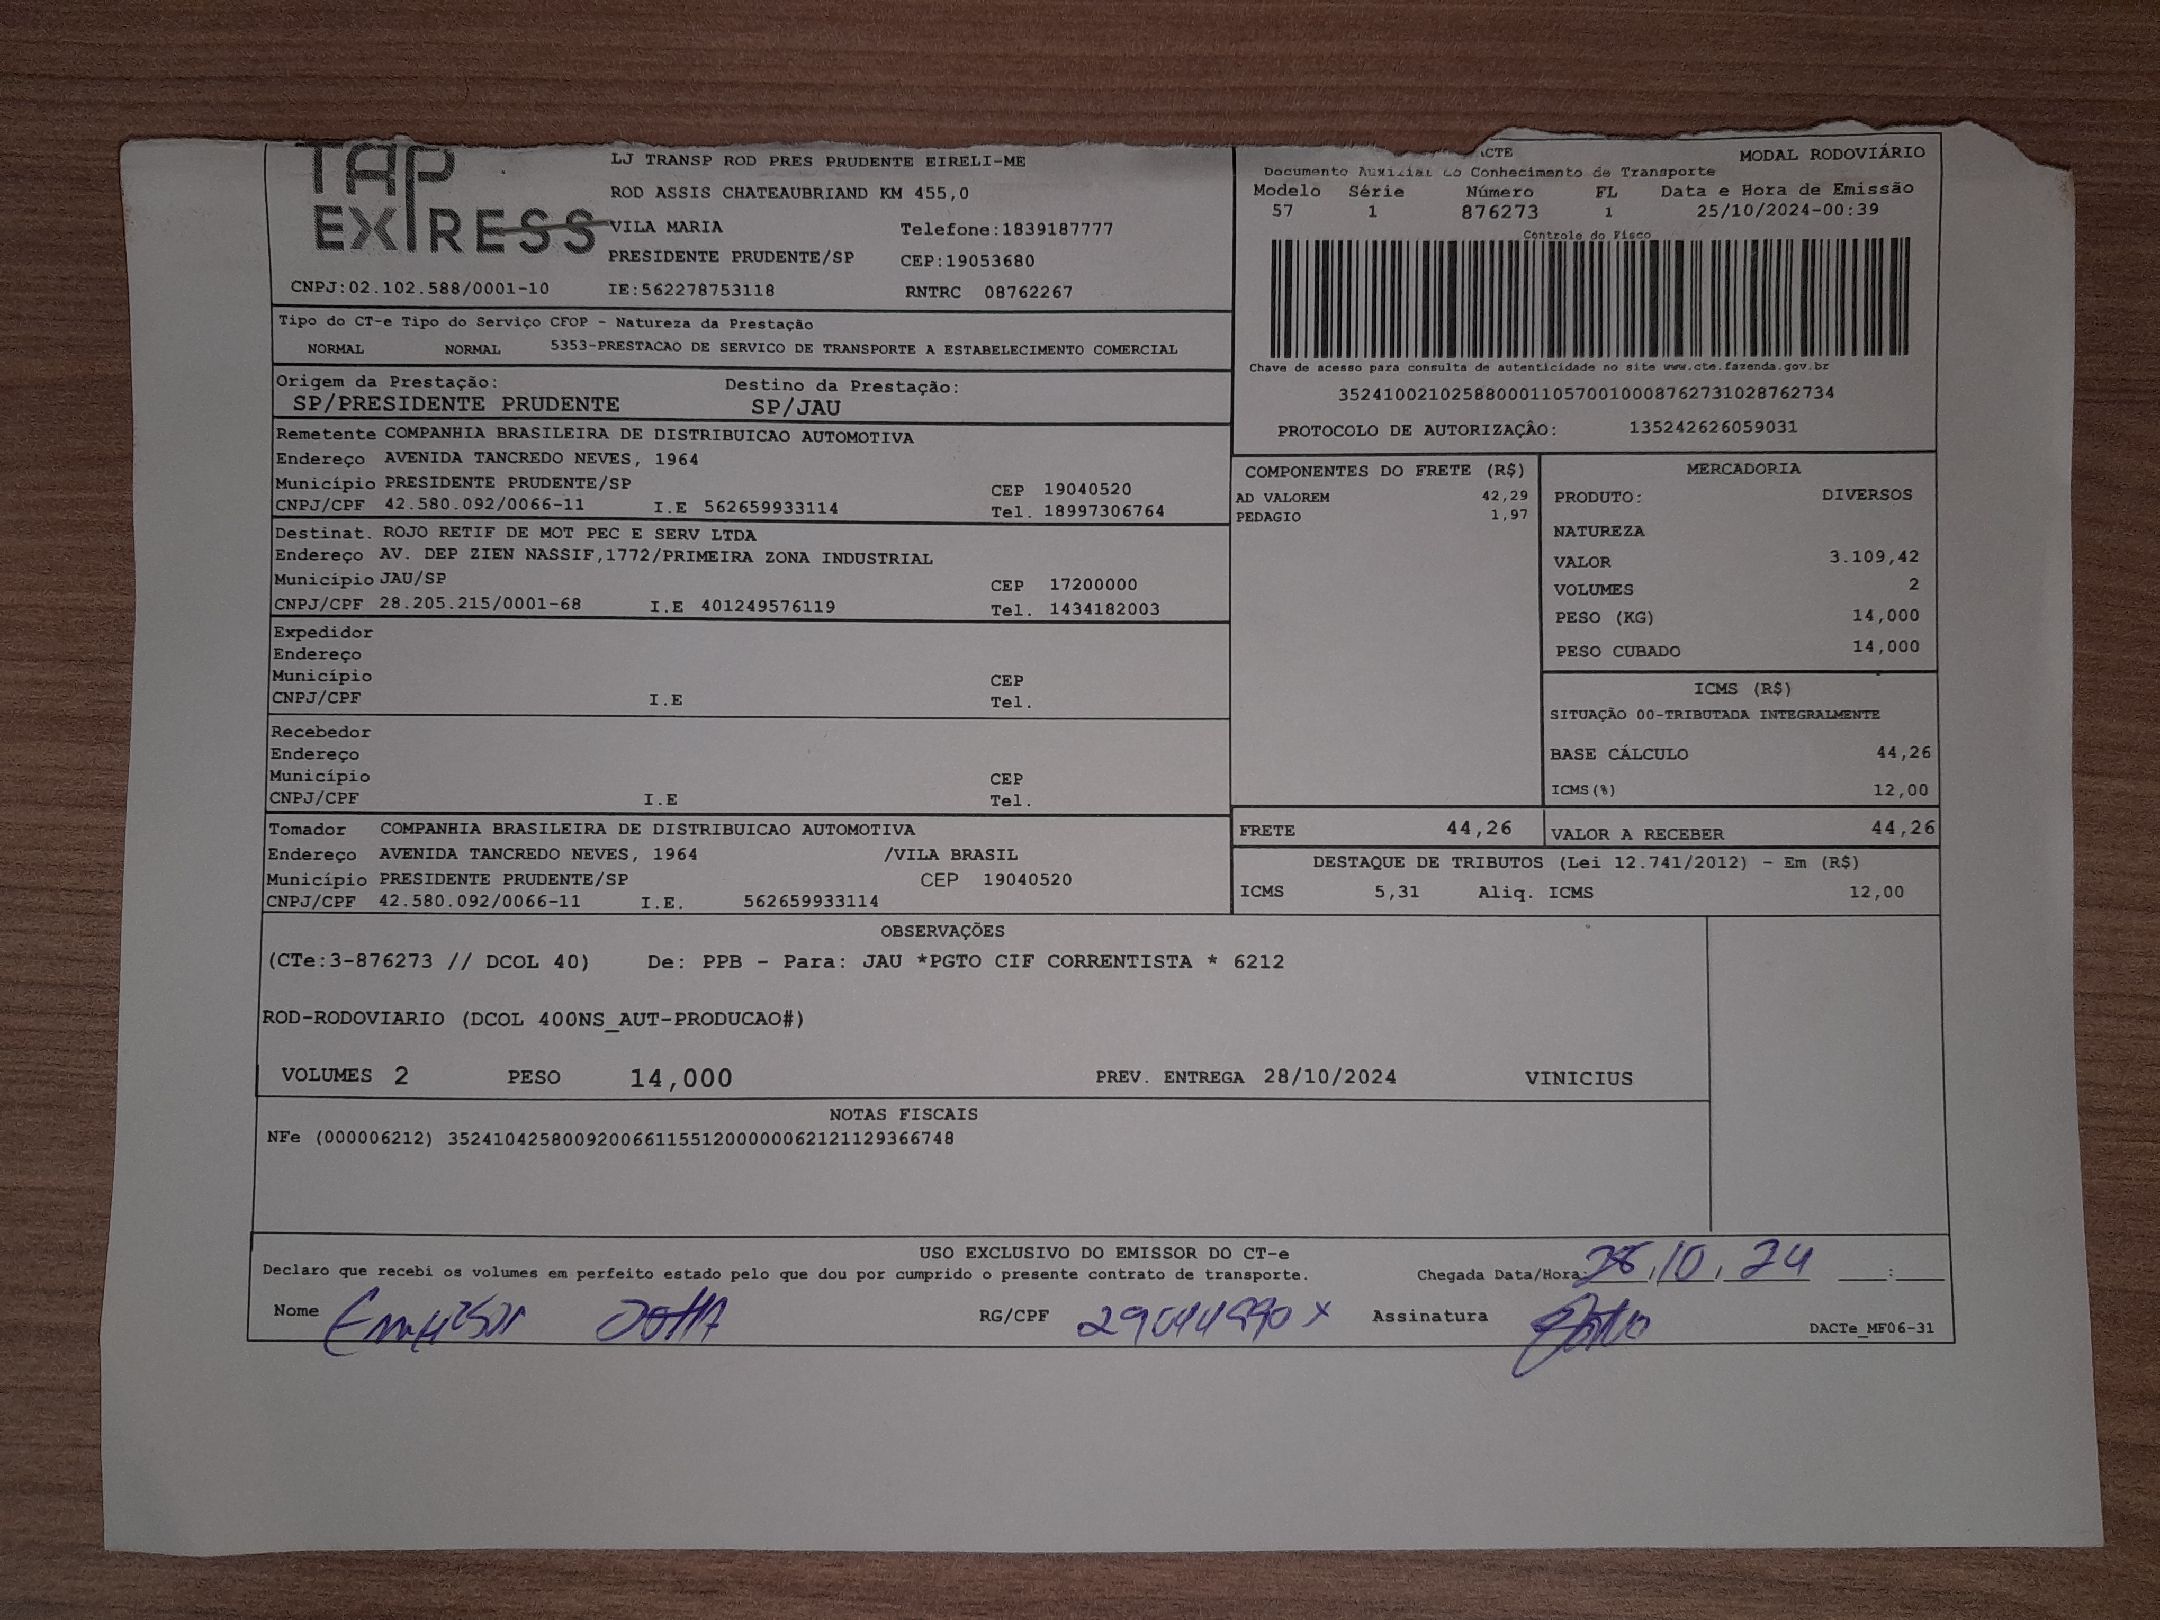 TAP
EXPRESS
LJ TRANSP ROD PRES PRUDENTE EIRELI-ME
ROD ASSIS CHATEAUBRIAND KM 455,0
VILA MARIA Telefone:1839187777
PRESIDENTE PRUDENTE/SP CEP:19053680
CNPJ:02.102.588/0001-10 IE:562278753118 RNTRC 08762267
Tipo do CT-e Tipo do Serviço CFOP - Natureza da Prestação
NORMAL NORMAL 5353-PRESTACAO DE SERVICO DE TRANSPORTE A ESTABELECIMENTO COMERCIAL
Origem da Prestação: Destino da Prestação:
SP/PRESIDENTE PRUDENTE SP/JAU
Remetente COMPANHIA BRASILEIRA DE DISTRIBUICAO AUTOMOTIVA
Endereço AVENIDA TANCREDO NEVES, 1964
Município PRESIDENTE PRUDENTE/SP CEP 19040520
CNPJ/CPF 42.580.092/0066-11 I.E 562659933114 Tel. 18997306764
Destinat. ROJO RETIF DE MOT PEC E SERV LTDA
Endereço AV. DEP ZIEN NASSIF,1772/PRIMEIRA ZONA INDUSTRIAL
Município JAU/SP CEP 17200000
CNPJ/CPF 28.205.215/0001-68 I.E 401249576119 Tel. 1434182003
Expedidor
Endereço
Município CEP
CNPJ/CPF I.E Tel.
Recebedor
Endereço
Município CEP
CNPJ/CPF I.E Tel.
Tomador COMPANHIA BRASILEIRA DE DISTRIBUICAO AUTOMOTIVA
Endereço AVENIDA TANCREDO NEVES, 1964 /VILA BRASIL
Município PRESIDENTE PRUDENTE/SP CEP 19040520
CNPJ/CPF 42.580.092/0066-11 I.E. 562659933114
MODAL RODOVIÁRIO
Documento Auxiliar do Conhecimento de Transporte
Modelo Série Número FL Data e Hora de Emissão
57 1 876273 1 25/10/2024-00:39
Controle do Fisco
Chave de acesso para consulta de autenticidade no site www.cte.fazenda.gov.br
35241002102588000110570010008762731028762734
PROTOCOLO DE AUTORIZAÇÃO: 135242626059031
COMPONENTES DO FRETE (R$)
AD VALOREM 42,29
PEDAGIO 1,97
MERCADORIA
PRODUTO: DIVERSOS
NATUREZA
VALOR 3.109,42
VOLUMES 2
PESO (KG) 14,000
PESO CUBADO 14,000
ICMS (R$)
SITUAÇÃO 00-TRIBUTADA INTEGRALMENTE
BASE CÁLCULO 44,26
ICMS(%) 12,00
FRETE 44,26 VALOR A RECEBER 44,26
DESTAQUE DE TRIBUTOS (Lei 12.741/2012) - Em (R$)
ICMS 5,31 Aliq. ICMS 12,00
OBSERVAÇÕES
(CTe:3-876273 // DCOL 40) De: PPB - Para: JAU *PGTO CIF CORRENTISTA * 6212
ROD-RODOVIARIO (DCOL 400NS_AUT-PRODUCAO#)
VOLUMES 2 PESO 14,000 PREV. ENTREGA 28/10/2024 VINICIUS
NOTAS FISCAIS
NFe (000006212) 35241042580092006611551200000062121129366748
USO EXCLUSIVO DO EMISSOR DO CT-e
Declaro que recebi os volumes em perfeito estado pelo que dou por cumprido o presente contrato de transporte. Chegada Data/Hora: 10, 24 :
Nome RG/CPF Assinatura
DACTe_MF06-31